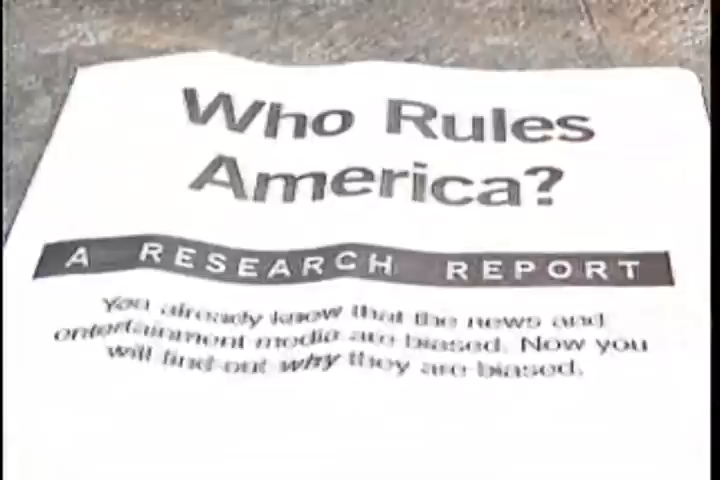 Who Rules
America?
A RESEARCH REPORT
You already know that the news and
entertainment media are biased. Now you
will find out why they are biased.